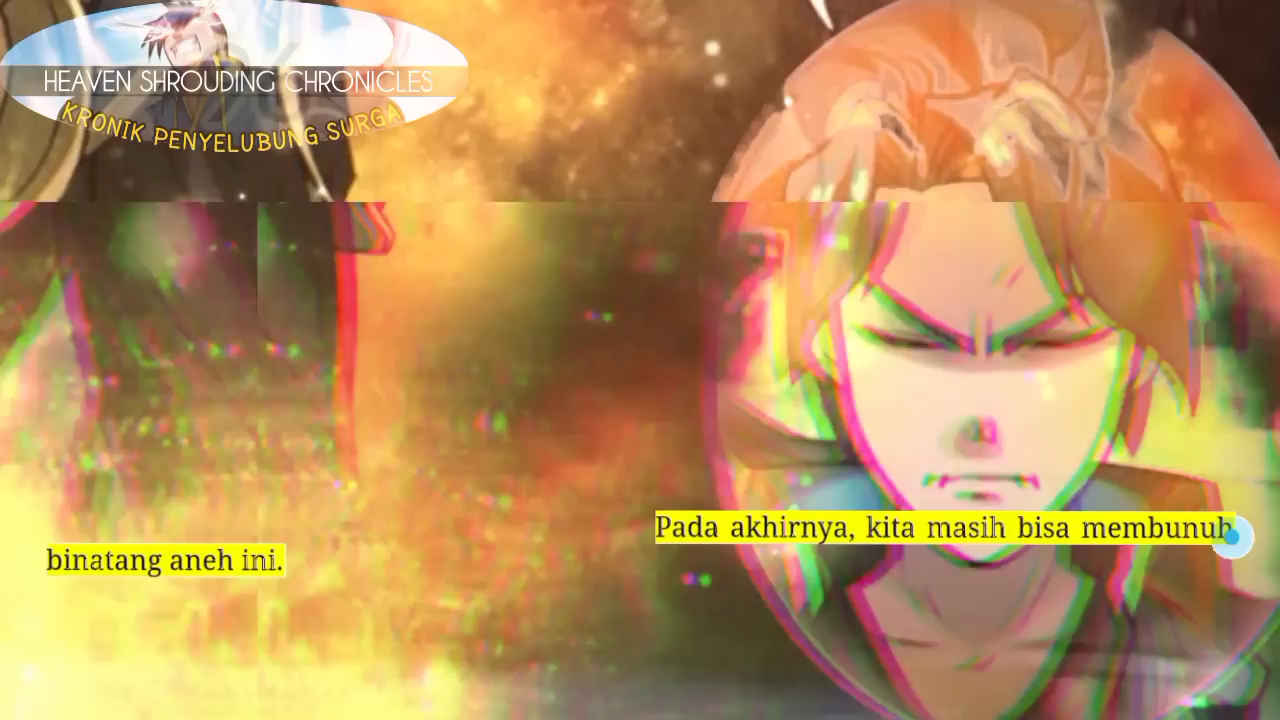 HEAVEN SHROUDING CHRONICLES
KRONIK PENYELUBUNG SURGA
Pada akhirnya, kita masih bisa membunuh
binatang aneh ini.